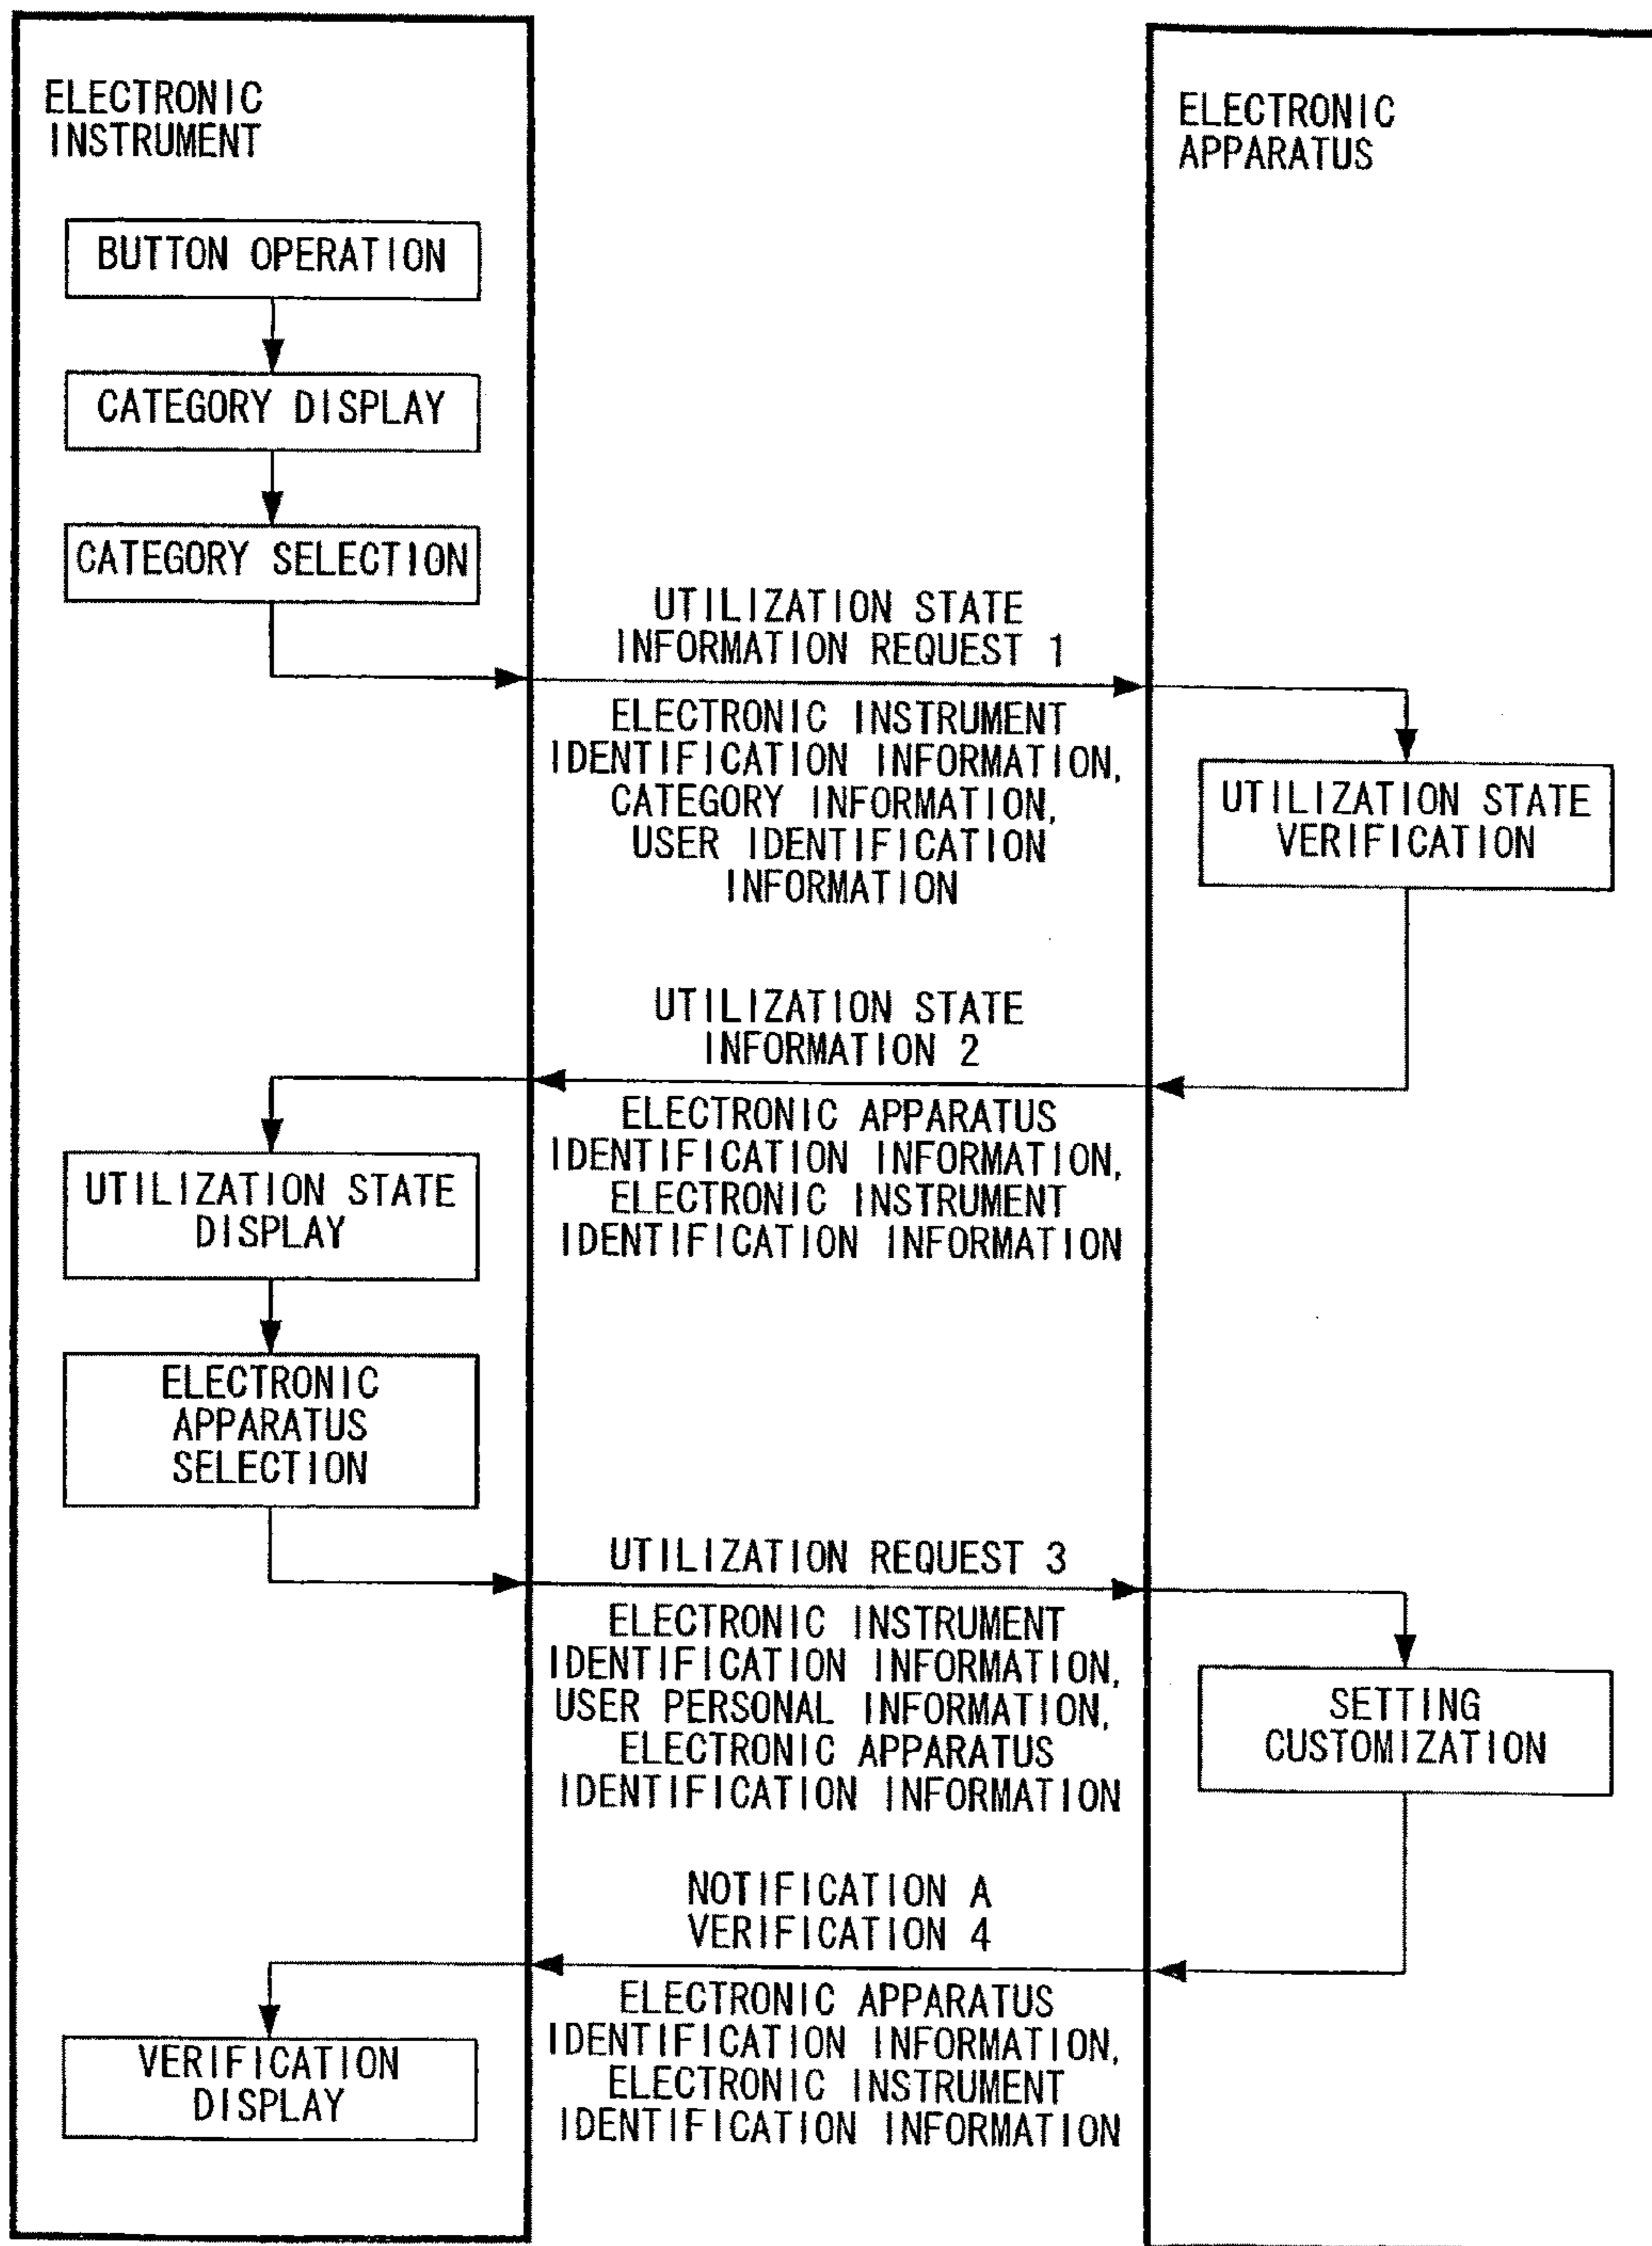 ELECTRONIC
INSTRUMENT
ELECTRONIC
APPARATUS
BUTTON OPERATION
CATEGORY DISPLAY
CATEGORY SELECTION
UTILIZATION STATE
INFORMATION REQUEST 1
ELECTRONIC INSTRUMENT
IDENTIFICATION INFORMATION,
CATEGORY INFORMATION,
USER IDENTIFICATION
INFORMATION
UTILIZATION STATE
VERIFICATION
UTILIZATION STATE
INFORMATION 2
ELECTRONIC APPARATUS
IDENTIFICATION INFORMATION,
ELECTRONIC INSTRUMENT
IDENTIFICATION INFORMATION
UTILIZATION STATE
DISPLAY
ELECTRONIC
APPARATUS
SELECTION
UTILIZATION REQUEST 3
ELECTRONIC INSTRUMENT
IDENTIFICATION INFORMATION,
USER PERSONAL INFORMATION,
ELECTRONIC APPARATUS
IDENTIFICATION INFORMATION
SETTING
CUSTOMIZATION
NOTIFICATION A
VERIFICATION 4
ELECTRONIC APPARATUS
IDENTIFICATION INFORMATION,
ELECTRONIC INSTRUMENT
IDENTIFICATION INFORMATION
VERIFICATION
DISPLAY